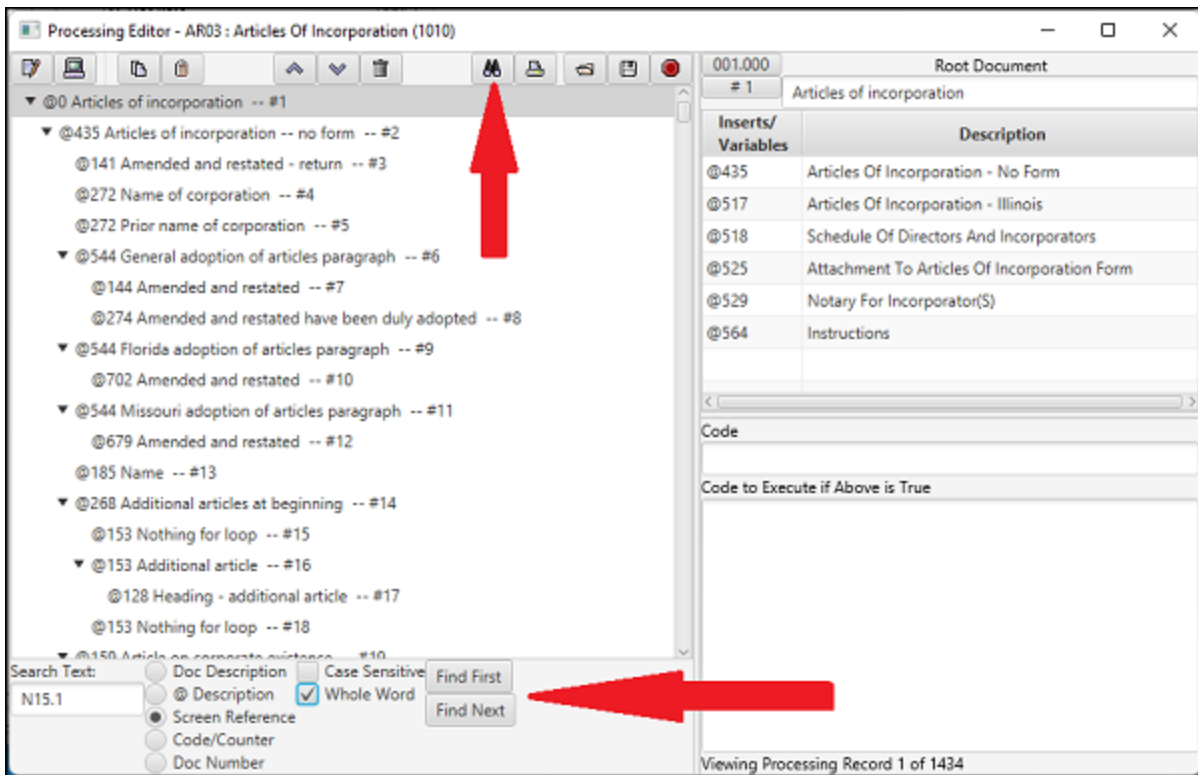 Processing Editor - AR03 : Articles Of Incorporation (1010)
@0 Articles of incorporation -- #1
@435 Articles of incorporation -- no form -- #2
@141 Amended and restated - return -- #3
@272 Name of corporation -- #4
@272 Prior name of corporation -- #5
@544 General adoption of articles paragraph -- #6
@144 Amended and restated -- #7
@274 Amended and restated have been duly adopted -- #8
@544 Florida adoption of articles paragraph -- #9
@702 Amended and restated -- #10
@544 Missouri adoption of articles paragraph -- #11
@679 Amended and restated -- #12
@185 Name -- #13
@268 Additional articles at beginning -- #14
@153 Nothing for loop -- #15
@153 Additional article -- #16
@128 Heading - additional article -- #17
@153 Nothing for loop -- #18
@159 Article on corporate existence #19
Search Text:
N15.1
Doc Description
@ Description
Screen Reference
Code/Counter
Doc Number
Case Sensitive
Whole Word
Find First
Find Next
001.000 Root Document
# 1 Articles of incorporation
Inserts/
Variables Description
@435 Articles Of Incorporation - No Form
@517 Articles Of Incorporation - Illinois
@518 Schedule Of Directors And Incorporators
@525 Attachment To Articles Of Incorporation Form
@529 Notary For Incorporator(S)
@564 Instructions
Code
Code to Execute if Above is True
Viewing Processing Record 1 of 1434